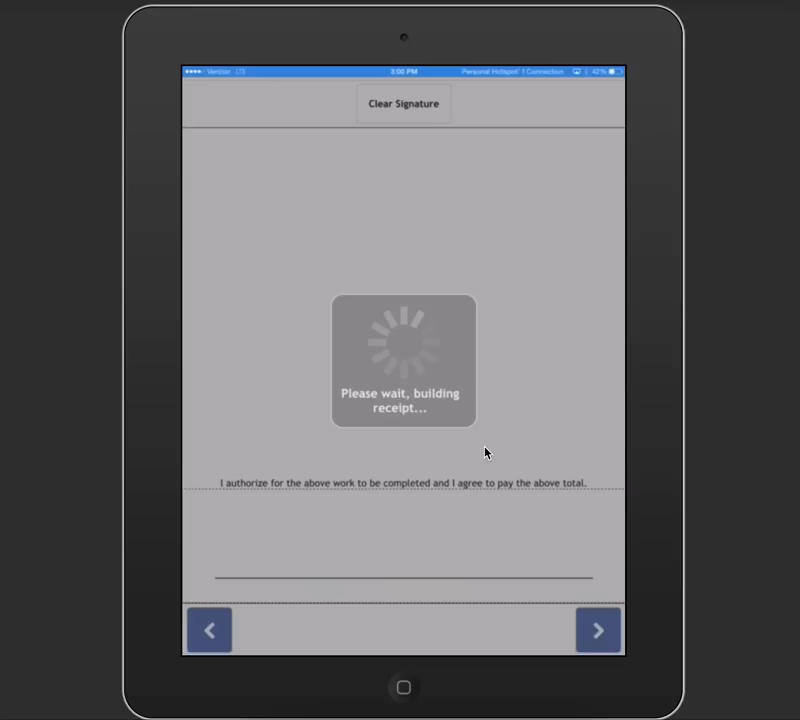 Verizon LTE 3:00 PM Personal Hotspot: 1 Connection 42%
Clear Signature
Please wait, building
receipt...
I authorize for the above work to be completed and I agree to pay the above total.